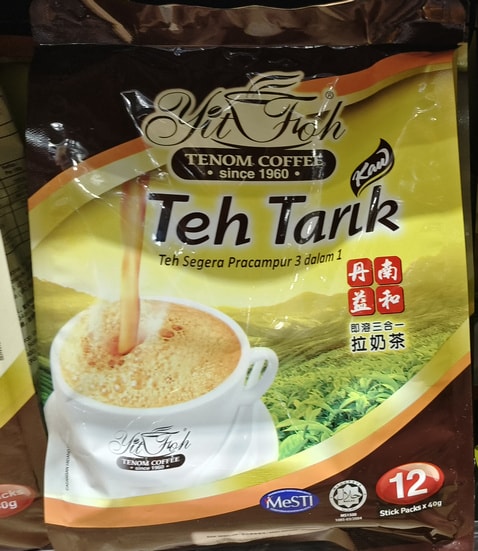 Yit Foh®
TENOM COFFEE
• since 1960 •
Kaw
Teh Tarik
Teh Segera Pracampur 3 dalam 1
丹南
益和
即溶三合一
拉奶茶
Yit Foh
TENOM COFFEE
• since 1960 •
MeSTI
12
Stick Packs x 40g